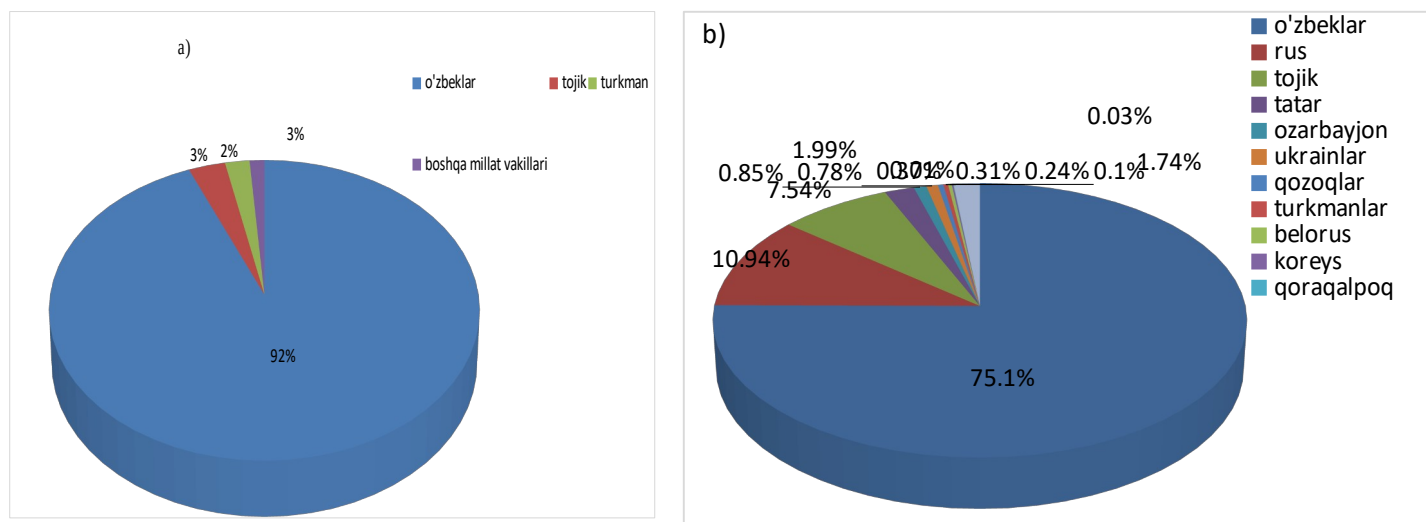 a)
o'zbeklar tojik turkman
boshqa millat vakillari
3% 2% 3%
92%
b)
o'zbeklar
rus
tojik
tatar
ozarbayjon
ukrainlar
qozoqlar
turkmanlar
belorus
koreys
qoraqalpoq
0.03%
1.99% 1.74%
0.85% 0.78% 0.31% 0.24% 0.1%
7.54%
10.94%
75.1%